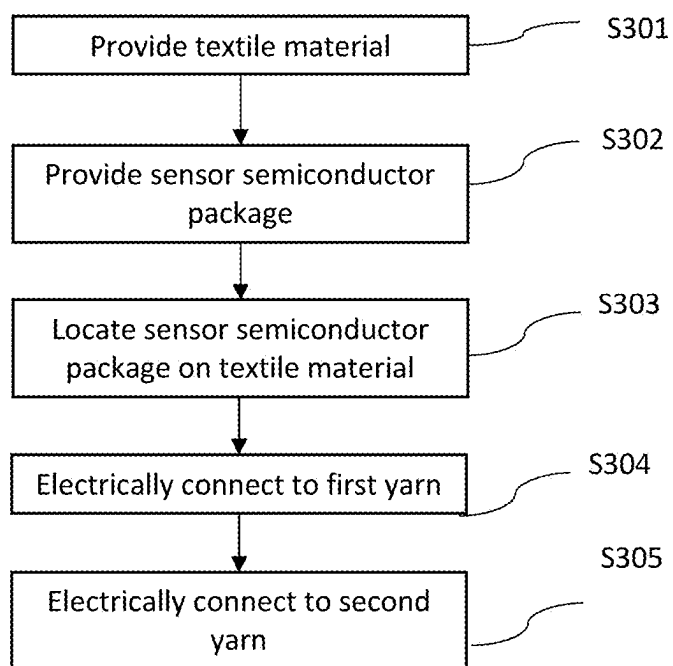 Provide textile material
S301
Provide sensor semiconductor
package
S302
Locate sensor semiconductor
package on textile material
S303
Electrically connect to first yarn
S304
Electrically connect to second
yarn
S305